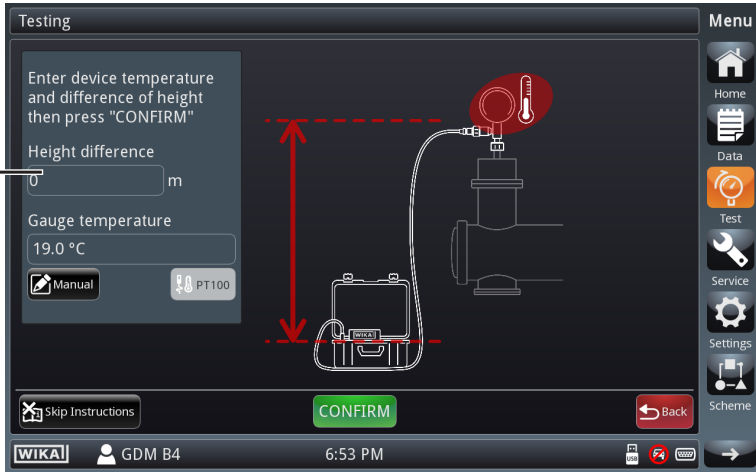 Testing
Menu
Enter device temperature
and difference of height
then press "CONFIRM"
Height difference
0 m
Gauge temperature
19.0 °C
Manual
PT100
WIKA
Home
Data
Test
Service
Settings
Scheme
Skip Instructions
CONFIRM
Back
WIKA
GDM B4
6:53 PM
USB